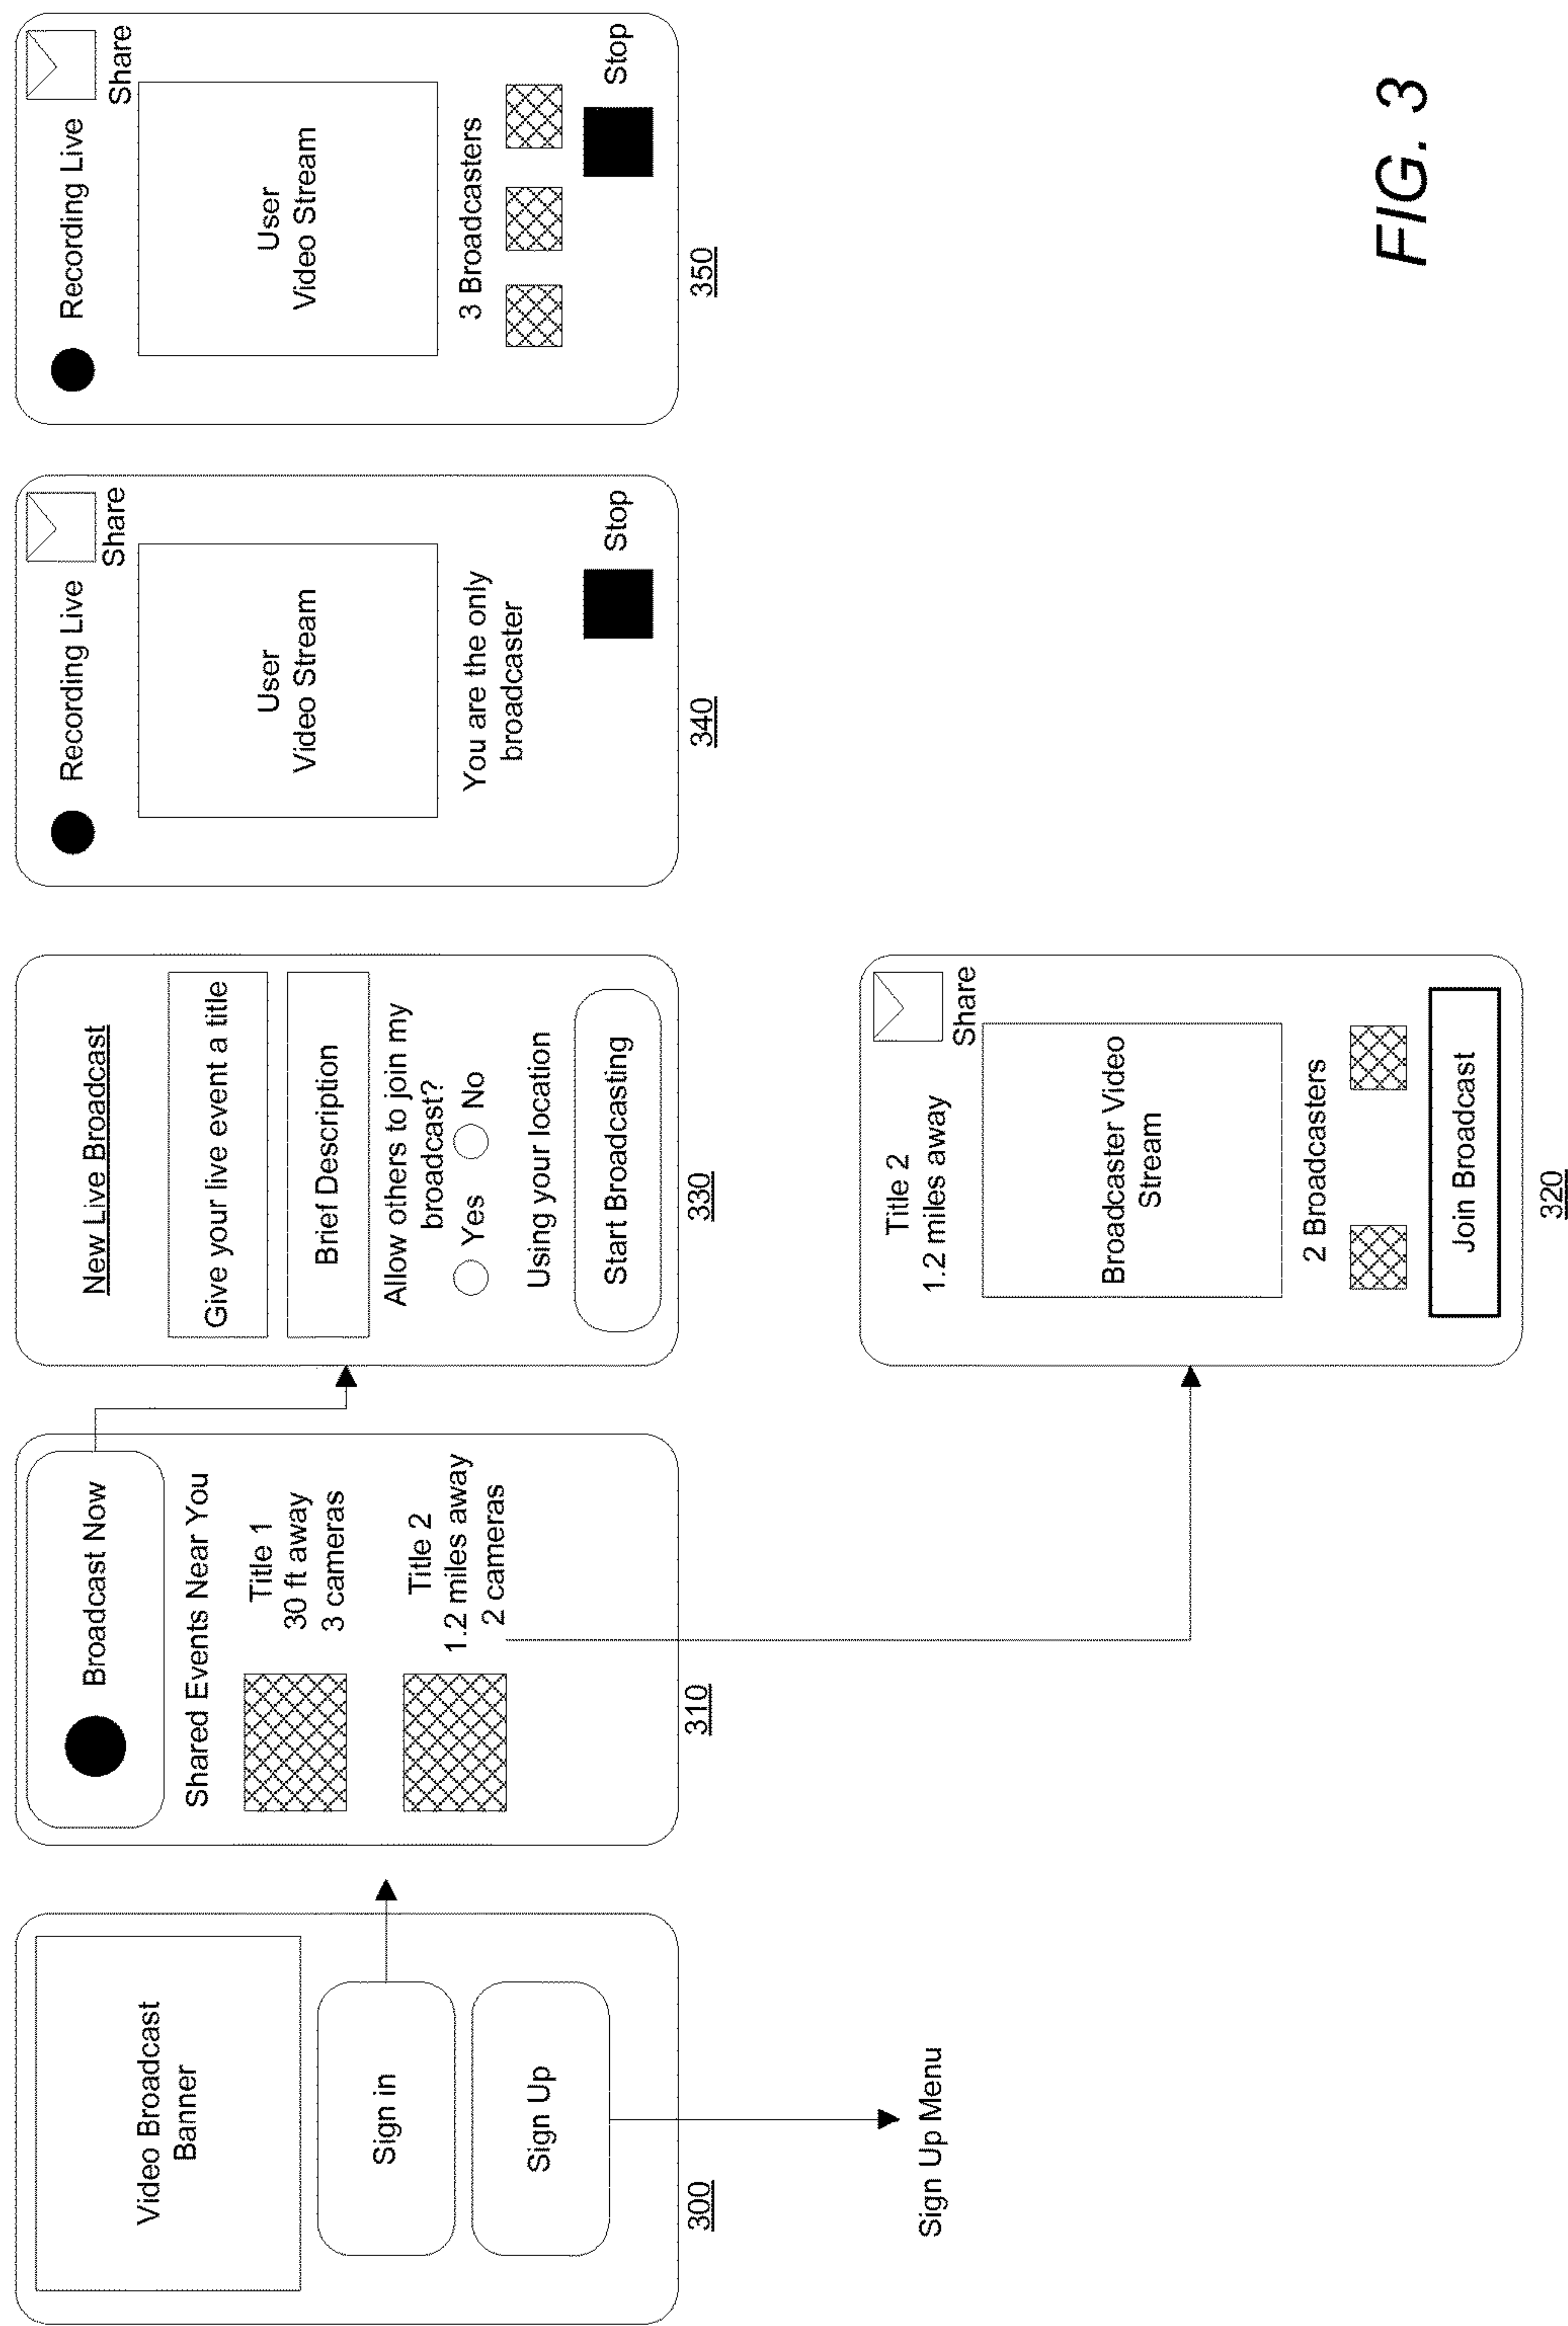 Video Broadcast
Banner
Sign in
Sign Up
300
Sign Up Menu
Broadcast Now
Shared Events Near You
Title 1
30 ft away
3 cameras
Title 2
1.2 miles away
2 cameras
310
New Live Broadcast
Give your live event a title
Brief Description
Allow others to join my
broadcast?
Yes No
Using your location
Start Broadcasting
330
Title 2
1.2 miles away
Share
Broadcaster Video
Stream
2 Broadcasters
Join Broadcast
320
Recording Live
Share
User
Video Stream
You are the only
broadcaster
Stop
340
Recording Live
Share
User
Video Stream
3 Broadcasters
Stop
350
FIG. 3